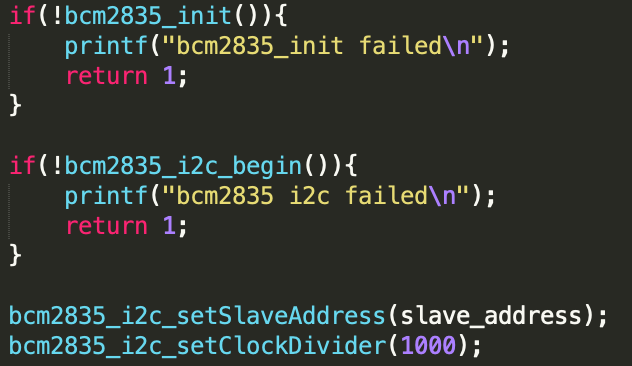 if(!bcm2835_init()){
    printf("bcm2835_init failed\n");
    return 1;
}

if(!bcm2835_i2c_begin()){
    printf("bcm2835 i2c failed\n");
    return 1;
}

bcm2835_i2c_setSlaveAddress(slave_address);
bcm2835_i2c_setClockDivider(1000);